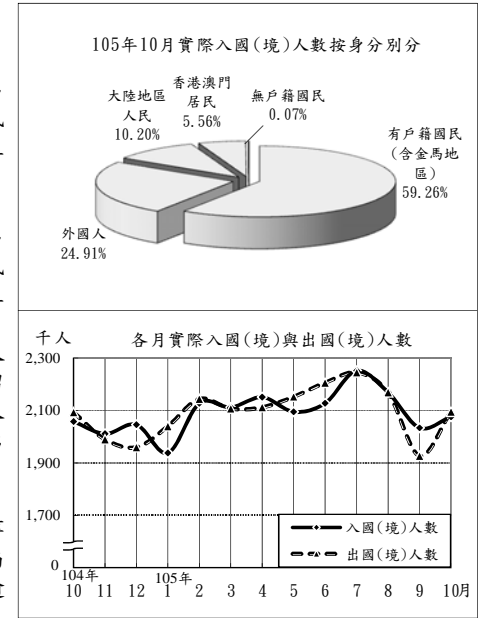 105年10月實際入國(境)人數按身分別分
香港澳門
居民
5.56%
無戶籍國民
0.07%
大陸地區
人民
10.20%
有戶籍國民
(含金馬地
區)
59.26%
外國人
24.91%
千人
各月實際入國(境)與出國(境)人數
2,300
2,100
1,900
1,700
0
入國(境)人數
出國(境)人數
104年 105年
10 11 12 1 2 3 4 5 6 7 8 9 10月